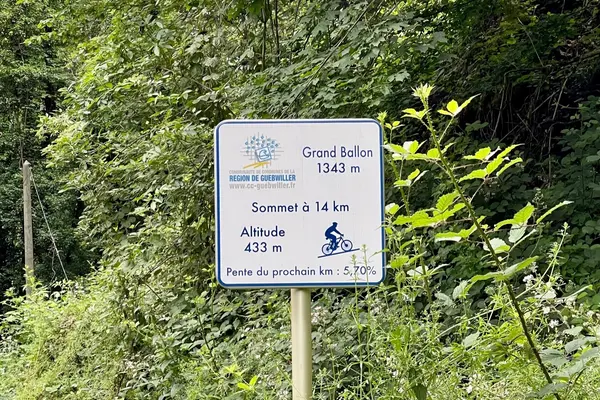 COMMUNAUTÉ DE COMMUNES DE LA
RÉGION DE GUEBWILLER
www.cc-guebwiller.fr
Grand Ballon
1343 m
Sommet à 14 km
Altitude
433 m
Pente du prochain km : 5,70%